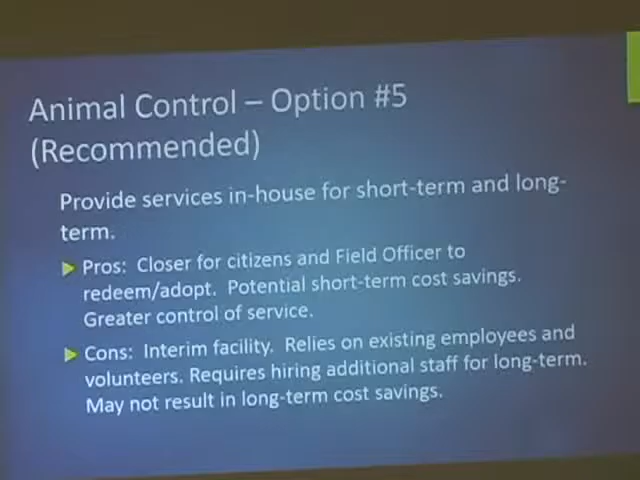 Animal Control – Option #5
(Recommended)
Provide services in-house for short-term and long-
term.
Pros: Closer for citizens and Field Officer to
redeem/adopt. Potential short-term cost savings.
Greater control of service.
Cons: Interim facility. Relies on existing employees and
volunteers. Requires hiring additional staff for long-term.
May not result in long-term cost savings.